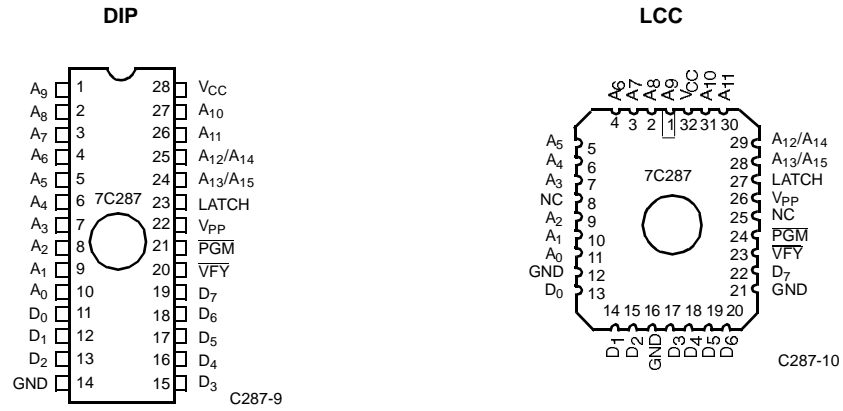 DIP
A9 1 28 VCC
A8 2 27 A10
A7 3 26 A11
A6 4 25 A12/A14
A5 5 24 A13/A15
A4 6 7C287 23 LATCH
A3 7 22 VPP
A2 8 21 PGM
A1 9 20 VFY
A0 10 19 D7
D0 11 18 D6
D1 12 17 D5
D2 13 16 D4
GND 14 15 D3
C287-9
LCC
A6 A7 A8 A9 VCC A10 A11
4 3 2 1 32 31 30
A5 5 29 A12/A14
A4 6 28 A13/A15
A3 7 7C287 27 LATCH
NC 8 26 VPP
A2 9 25 NC
A1 10 24 PGM
A0 11 23 VFY
GND 12 22 D7
D0 13 21 GND
14 15 16 17 18 19 20
D1 D2 GND D3 D4 D5 D6
C287-10